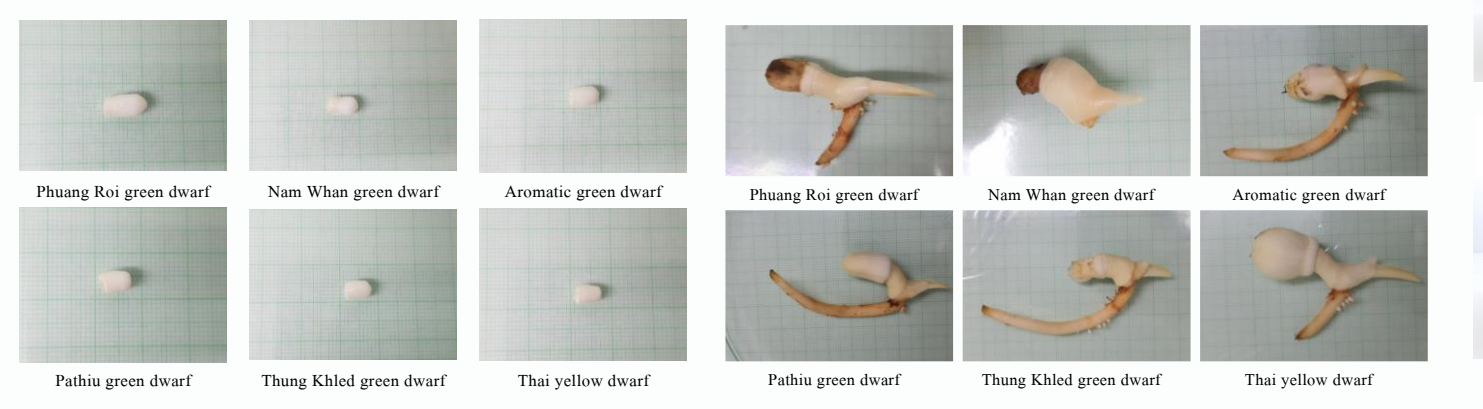 Phuang Roi green dwarf
Nam Whan green dwarf
Aromatic green dwarf
Pathiu green dwarf
Thung Khled green dwarf
Thai yellow dwarf
Phuang Roi green dwarf
Nam Whan green dwarf
Aromatic green dwarf
Pathiu green dwarf
Thung Khled green dwarf
Thai yellow dwarf